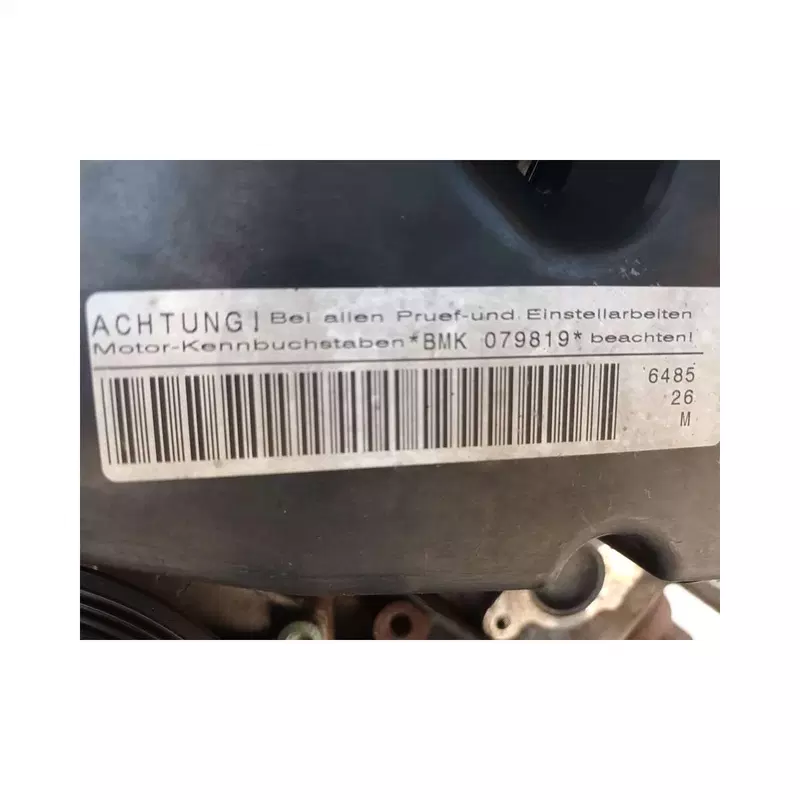 ACHTUNG! Bei allen Pruef-und Einstellarbeiten
Motor-Kennbuchstaben *BMK 079819* beachten!
6485
26
M